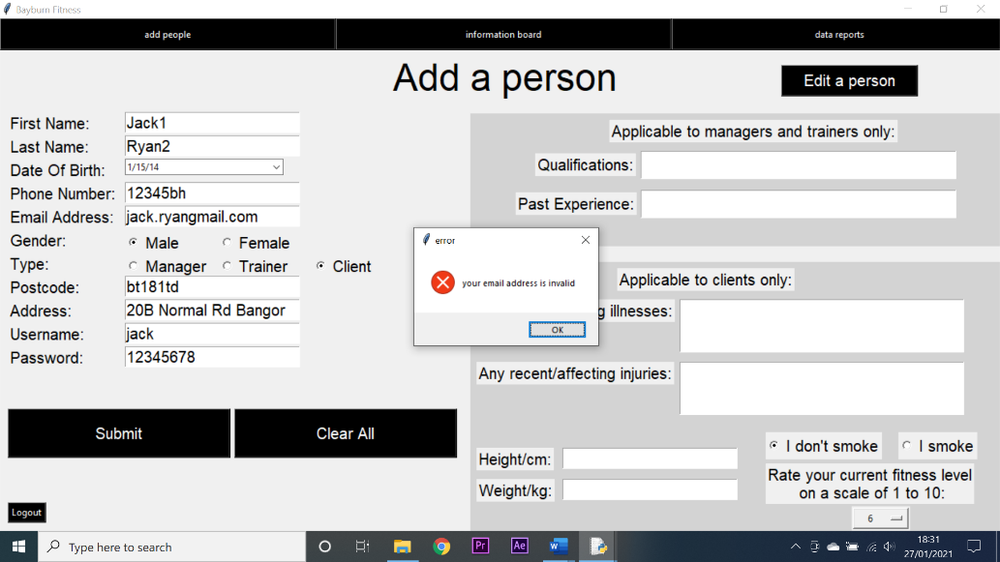 Bayburn Fitness
add people
information board
data reports
Add a person
Edit a person
First Name: Jack1
Last Name: Ryan2
Date Of Birth: 1/15/14
Phone Number: 12345bh
Email Address: jack.ryangmail.com
Gender: Male Female
Type: Manager Trainer Client
Postcode: bt181td
Address: 20B Normal Rd Bangor
Username: jack
Password: 12345678
Submit
Clear All
Logout
Applicable to managers and trainers only:
Qualifications:
Past Experience:
error
your email address is invalid
OK
Applicable to clients only:
g illnesses:
Any recent/affecting injuries:
Height/cm:
Weight/kg:
I don't smoke I smoke
Rate your current fitness level
on a scale of 1 to 10:
6
Type here to search
Pr
Ae
W
18:31
27/01/2021